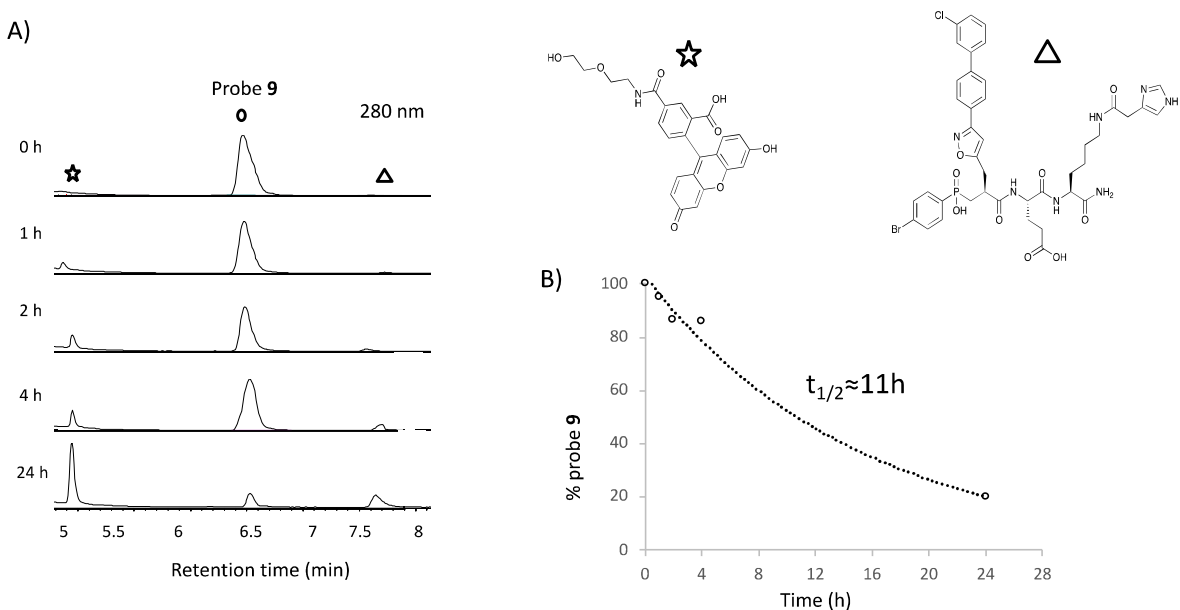 A)
Probe 9
280 nm
0 h
1 h
2 h
4 h
24 h
5 5.5 6 6.5 7 7.5 8
Retention time (min)
HO
O
N
H
O
OH
O
OH
O
O
Cl
N
O
O
P
OH
Br
O
H
N
O
N
H
O
OH
O
NH2
HN
O
N
NH
B)
100
80
60
40
20
0
% probe 9
t1/2≈11h
0 4 8 12 16 20 24 28
Time (h)